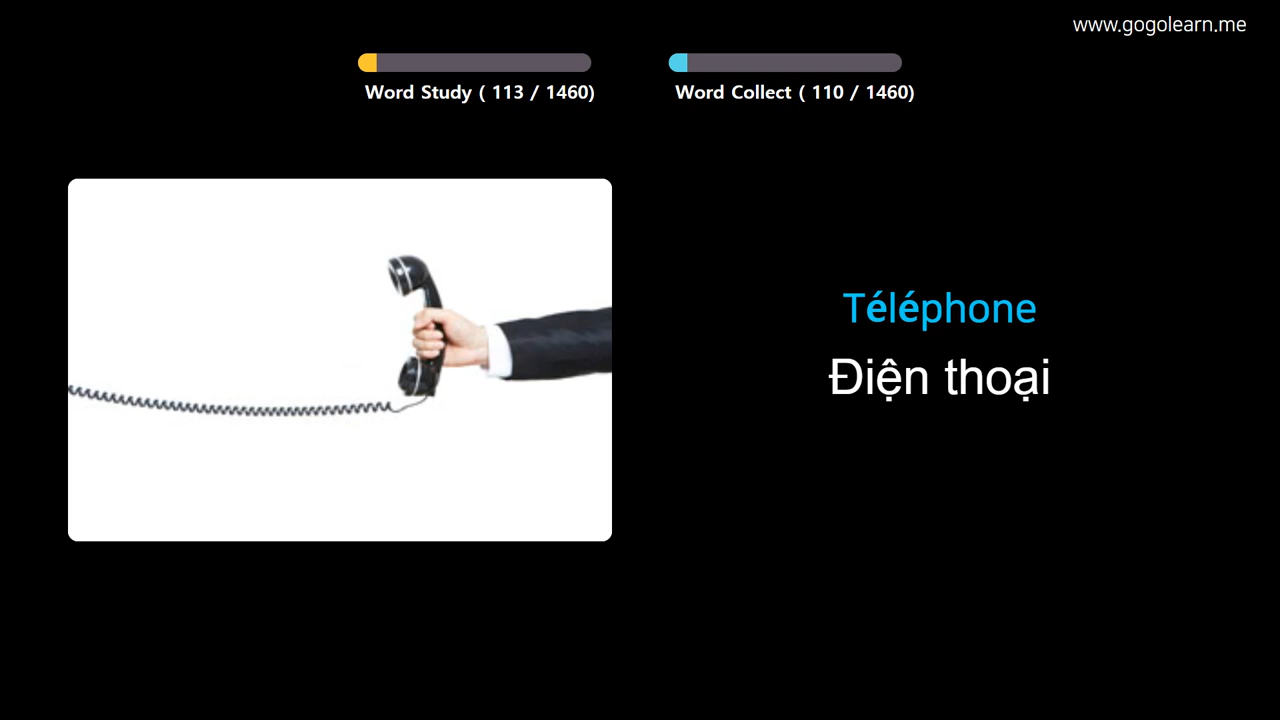 www.gogolearn.me
Word Study ( 113 / 1460)
Word Collect ( 110 / 1460)
Téléphone
Điện thoại